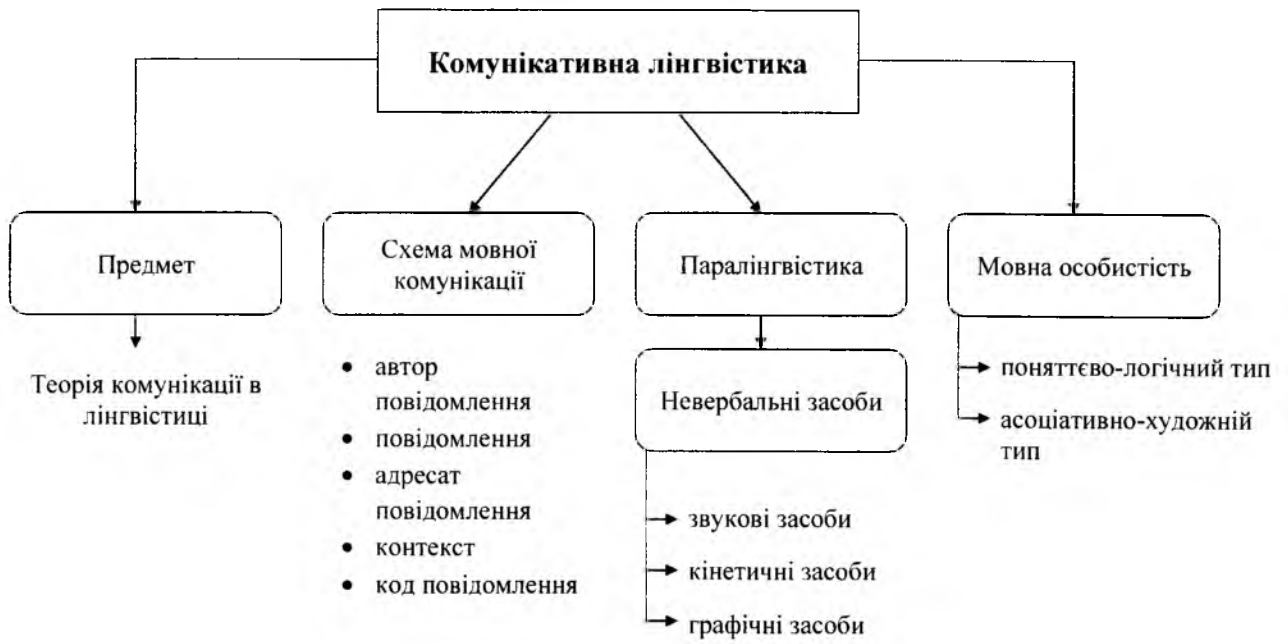 Комунікативна лінгвістика
Предмет
Теорія комунікації в
лінгвістиці
Схема мовної
комунікації
• автор
повідомлення
• повідомлення
• адресат
повідомлення
• контекст
• код повідомлення
Паралінгвістика
Невербальні засоби
звукові засоби
кінетичні засоби
графічні засоби
Мовна особистість
поняттєво-логічний тип
асоціативно-художній
тип